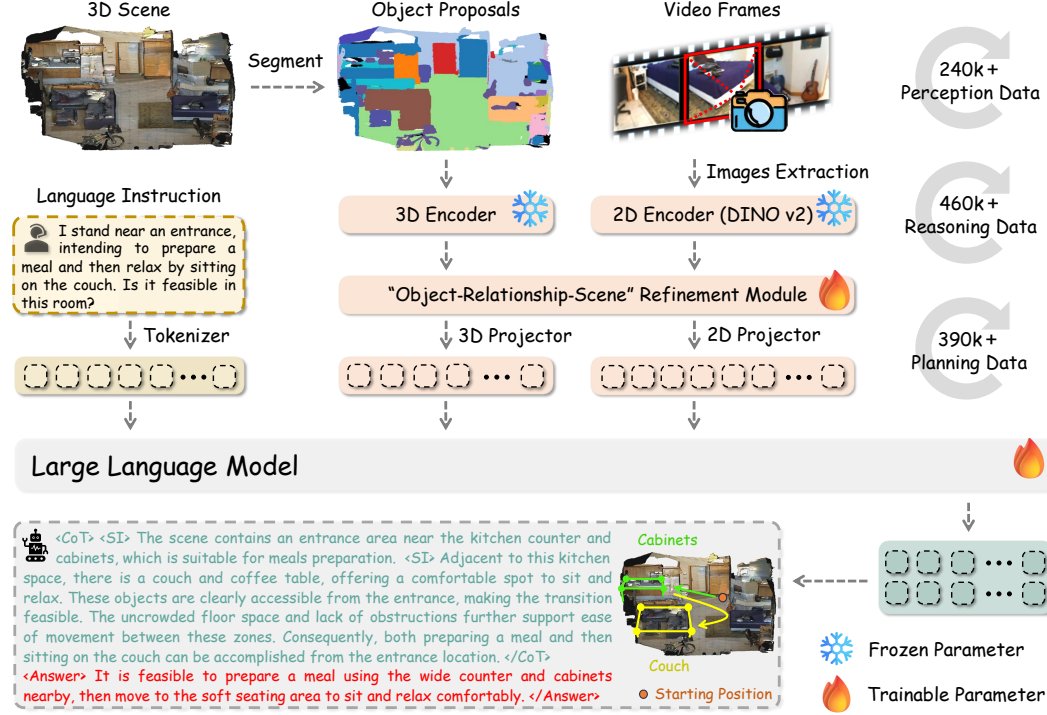 3D Scene
Object Proposals
Video Frames
Segment
240k+
Perception Data
Images Extraction
Language Instruction
3D Encoder
2D Encoder (DINO v2)
460k+
Reasoning Data
I stand near an entrance,
intending to prepare a
meal and then relax by sitting
on the couch. Is it feasible in
this room?
"Object-Relationship-Scene" Refinement Module
Tokenizer
3D Projector
2D Projector
390k+
Planning Data
Large Language Model
<CoT> <SI> The scene contains an entrance area near the kitchen counter and
cabinets, which is suitable for meals preparation. <SI> Adjacent to this kitchen
space, there is a couch and coffee table, offering a comfortable spot to sit and
relax. These objects are clearly accessible from the entrance, making the transition
feasible. The uncrowded floor space and lack of obstructions further support ease
of movement between these zones. Consequently, both preparing a meal and then
sitting on the couch can be accomplished from the entrance location. </CoT>
<Answer> It is feasible to prepare a meal using the wide counter and cabinets
nearby, then move to the soft seating area to sit and relax comfortably. </Answer>
Cabinets
Couch
Starting Position
Frozen Parameter
Trainable Parameter